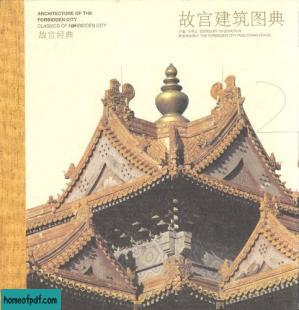 ARCHITECTURE OF THE
FORBIDDEN CITY
CLASSICS OF FORBIDDEN CITY
故宫经典
故宫建筑图典
THE FORBIDDEN CITY PUBLISHING HOUSE
2
homeofpdf.com